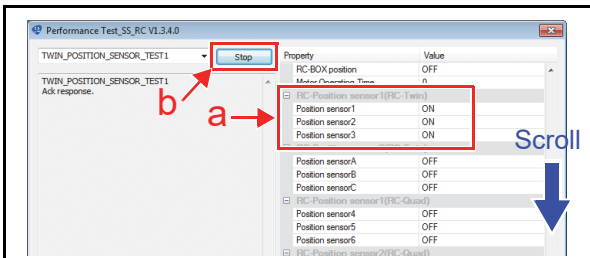 Performance Test_SS_RC V1.3.4.0
TWIN_POSITION_SENSOR_TEST1
Stop
TWIN_POSITION_SENSOR_TEST1
Ack response.
b
a
Property Value
RC-BOX position OFF
Motor Operating Time 0
RC-Position sensor1(RC-Twin)
Position sensor1 ON
Position sensor2 ON
Position sensor3 ON
Scroll
Position sensorA OFF
Position sensorB OFF
Position sensorC OFF
RC-Position sensor1(RC-Quad)
Position sensor4 OFF
Position sensor5 OFF
Position sensor6 OFF
RC-Position sensor2(RC-Quad)